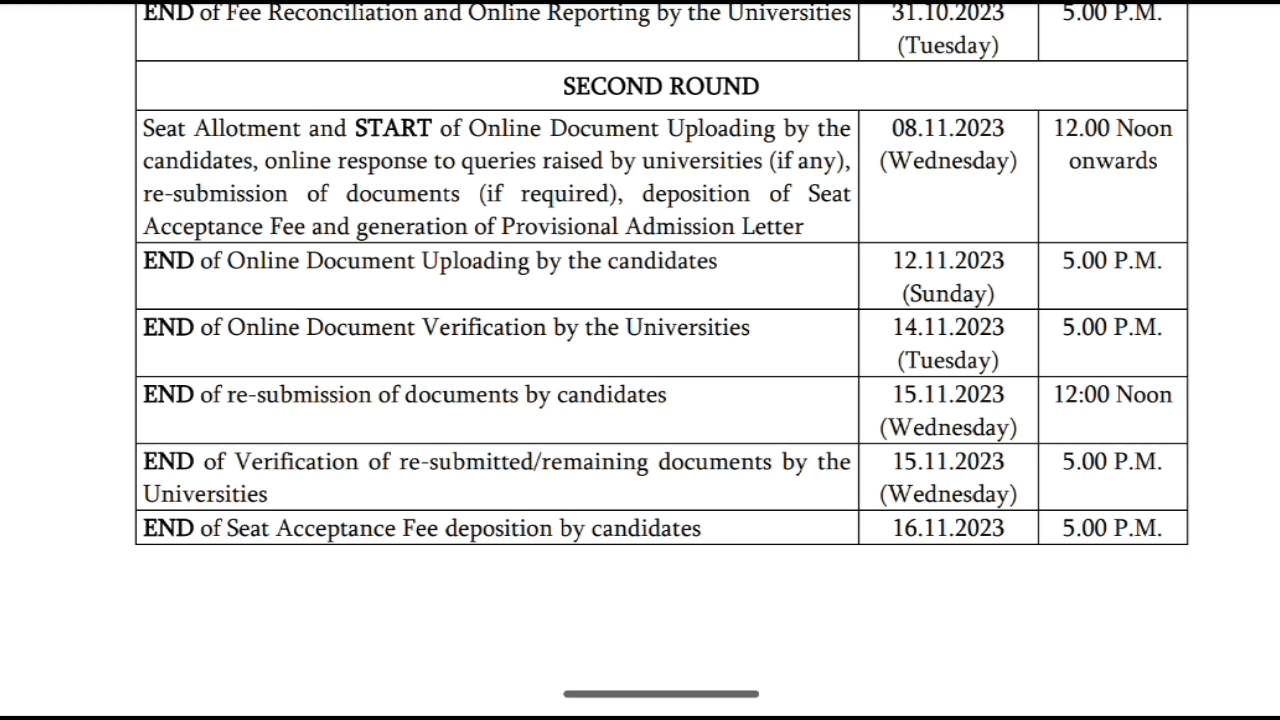 END of Fee Reconciliation and Online Reporting by the Universities 31.10.2023 5.00 P.M.
(Tuesday)
SECOND ROUND
Seat Allotment and START of Online Document Uploading by the 08.11.2023 12.00 Noon
candidates, online response to queries raised by universities (if any), (Wednesday) onwards
re-submission of documents (if required), deposition of Seat
Acceptance Fee and generation of Provisional Admission Letter
END of Online Document Uploading by the candidates 12.11.2023 5.00 P.M.
(Sunday)
END of Online Document Verification by the Universities 14.11.2023 5.00 P.M.
(Tuesday)
END of re-submission of documents by candidates 15.11.2023 12:00 Noon
(Wednesday)
END of Verification of re-submitted/remaining documents by the 15.11.2023 5.00 P.M.
Universities (Wednesday)
END of Seat Acceptance Fee deposition by candidates 16.11.2023 5.00 P.M.